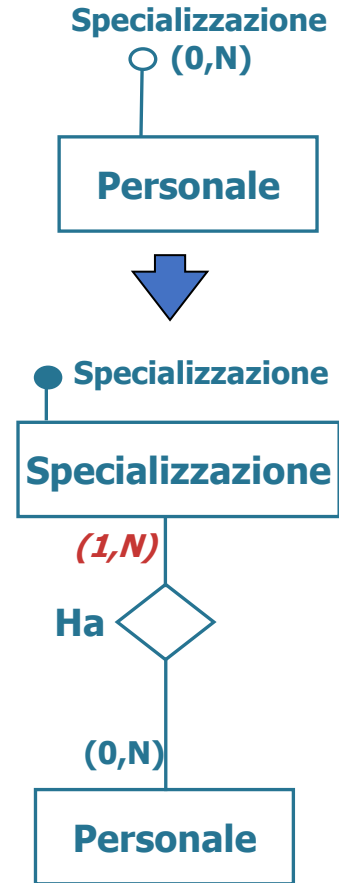 Specializzazione
(0,N)
Personale
Specializzazione
Specializzazione
(1,N)
Ha
(0,N)
Personale